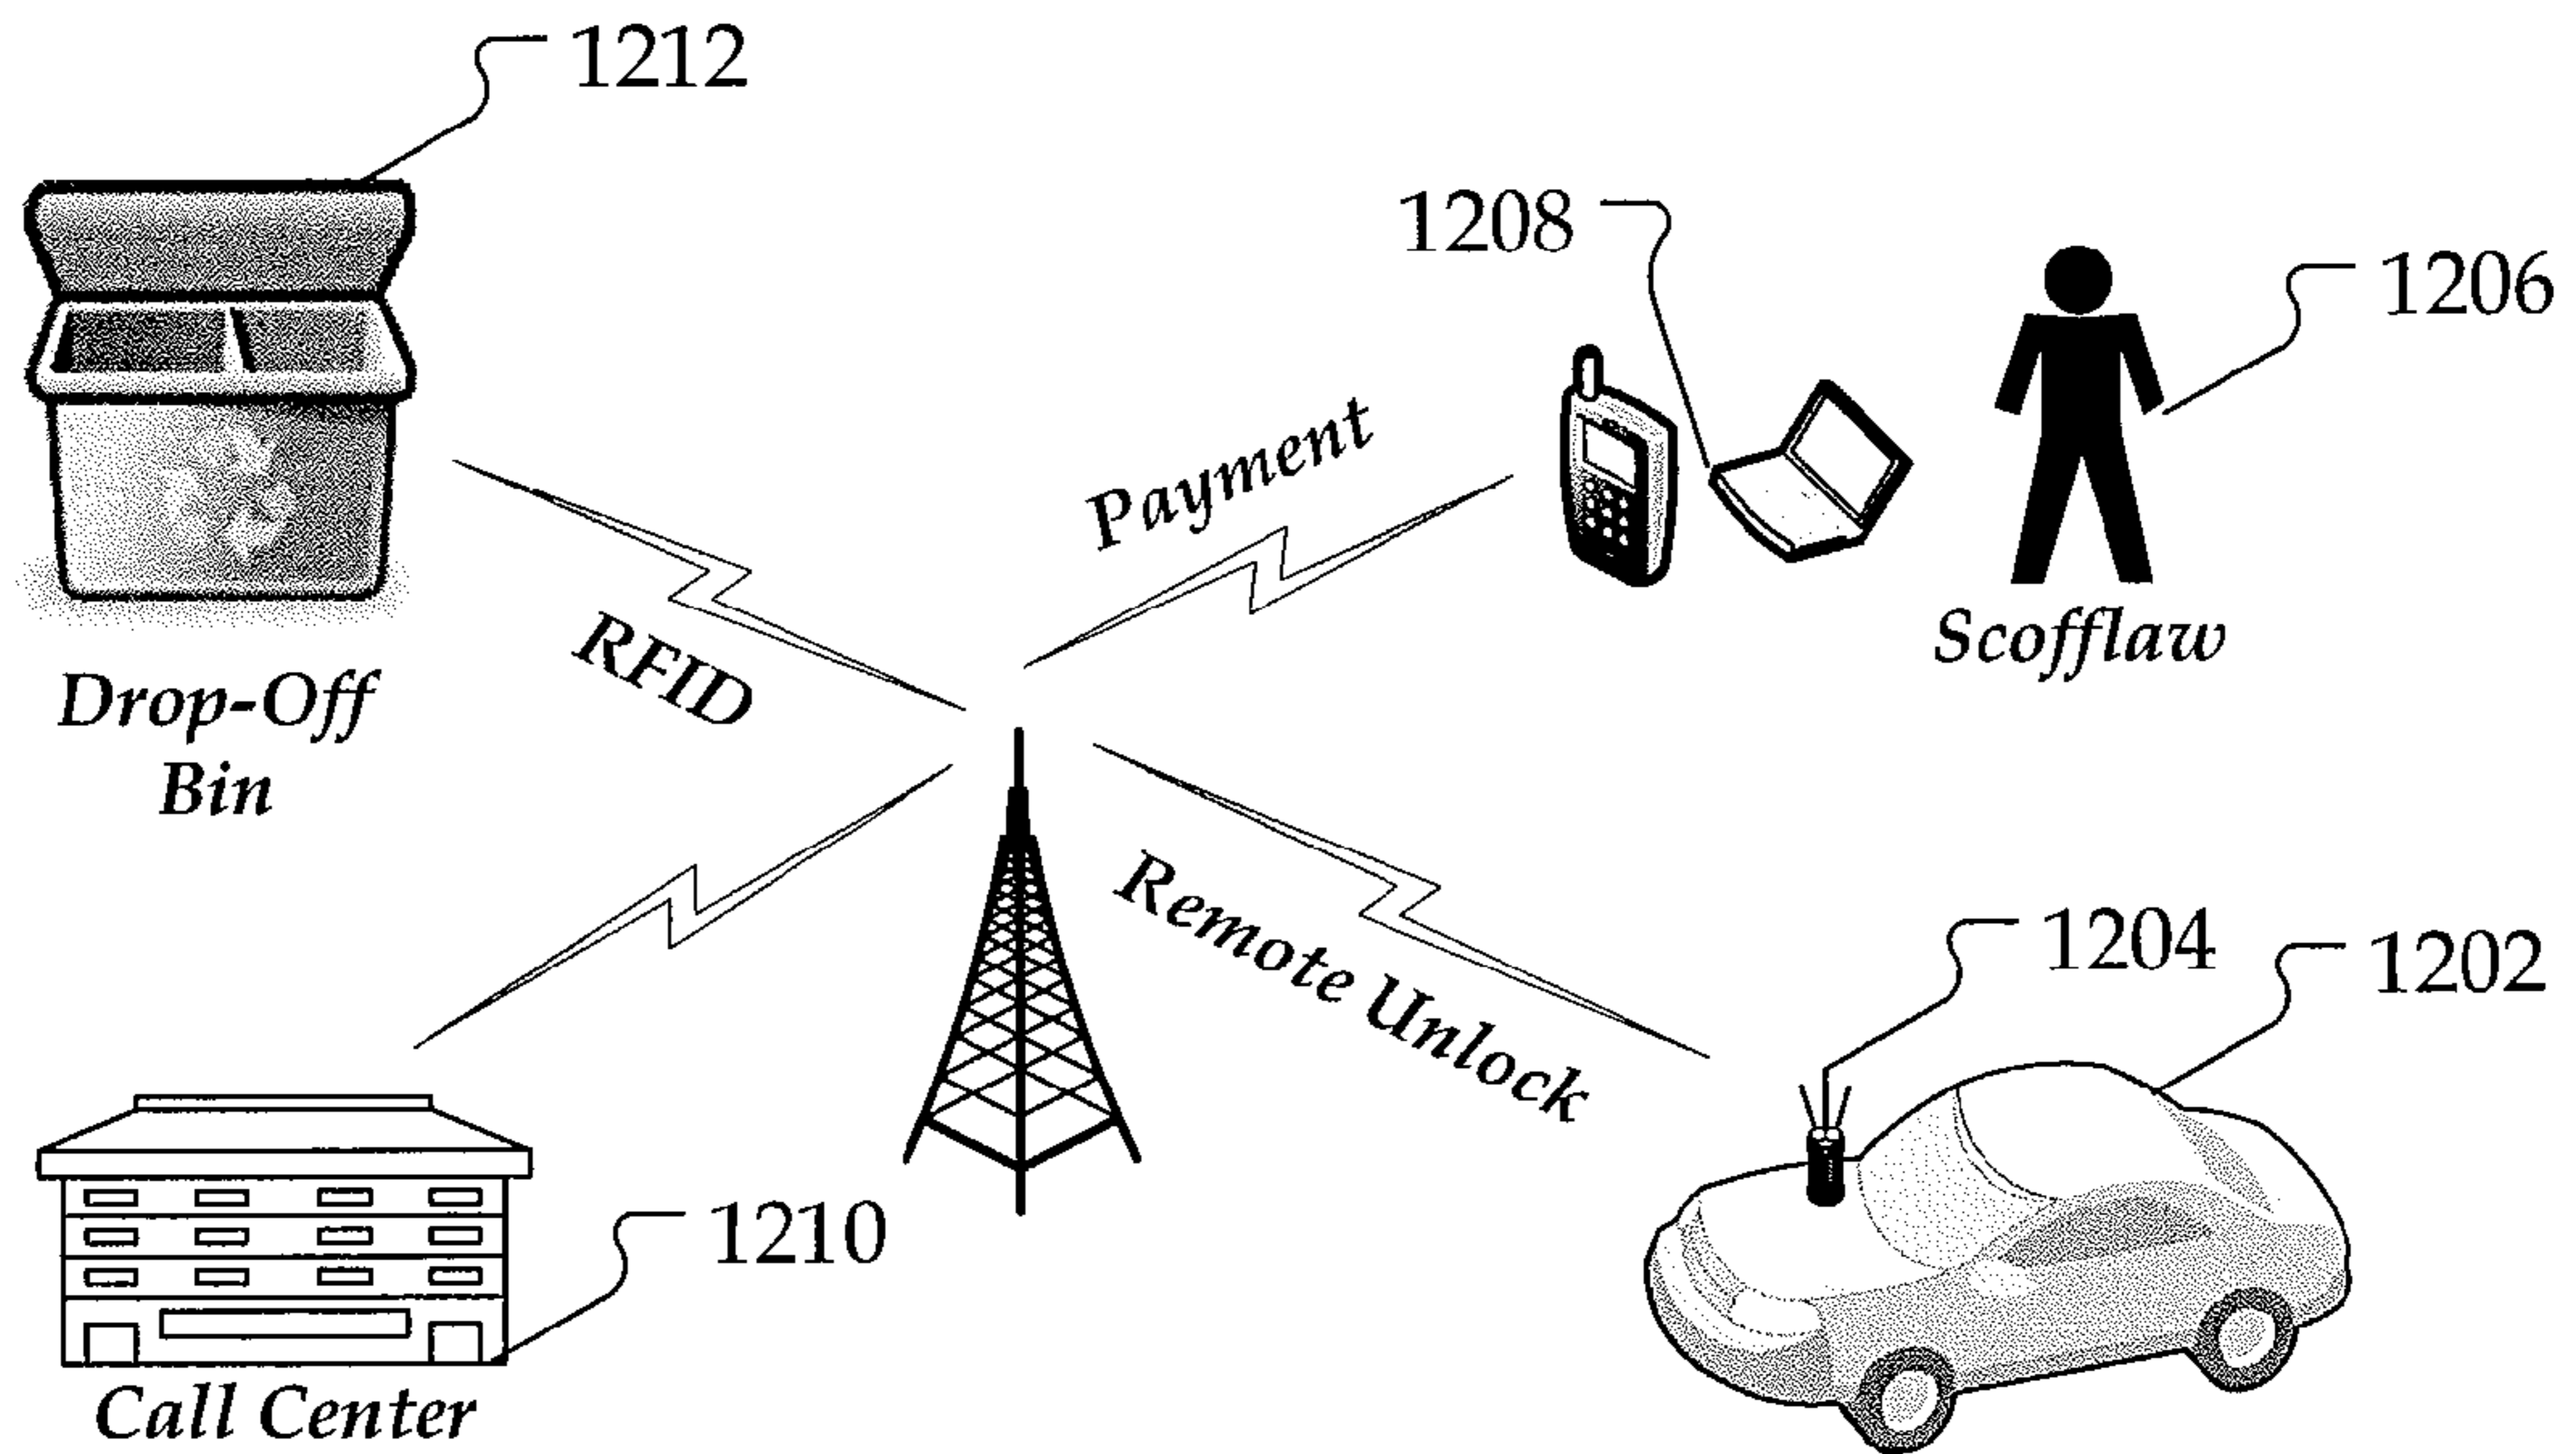 1212
1208
1206
Payment
Scofflaw
RFID
Drop-Off
Bin
Remote Unlock
1204
1202
1210
Call Center